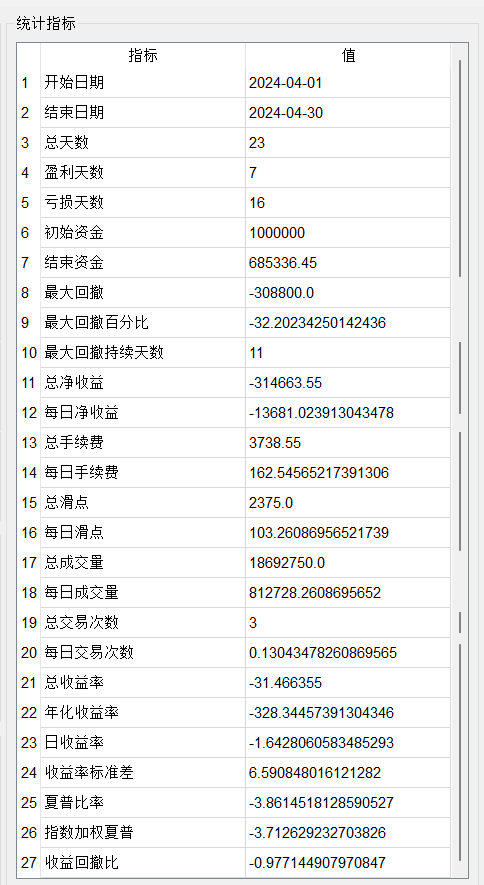 统计指标
指标 值
1 开始日期 2024-04-01
2 结束日期 2024-04-30
3 总天数 23
4 盈利天数 7
5 亏损天数 16
6 初始资金 1000000
7 结束资金 685336.45
8 最大回撤 -308800.0
9 最大回撤百分比 -32.20234250142436
10 最大回撤持续天数 11
11 总净收益 -314663.55
12 每日净收益 -13681.023913043478
13 总手续费 3738.55
14 每日手续费 162.54565217391306
15 总滑点 2375.0
16 每日滑点 103.26086956521739
17 总成交量 18692750.0
18 每日成交量 812728.2608695652
19 总交易次数 3
20 每日交易次数 0.13043478260869565
21 总收益率 -31.466355
22 年化收益率 -328.34457391304346
23 日收益率 -1.6428060583485293
24 收益率标准差 6.590848016121282
25 夏普比率 -3.8614518128590527
26 指数加权夏普 -3.712629232703826
27 收益回撤比 -0.977144907970847